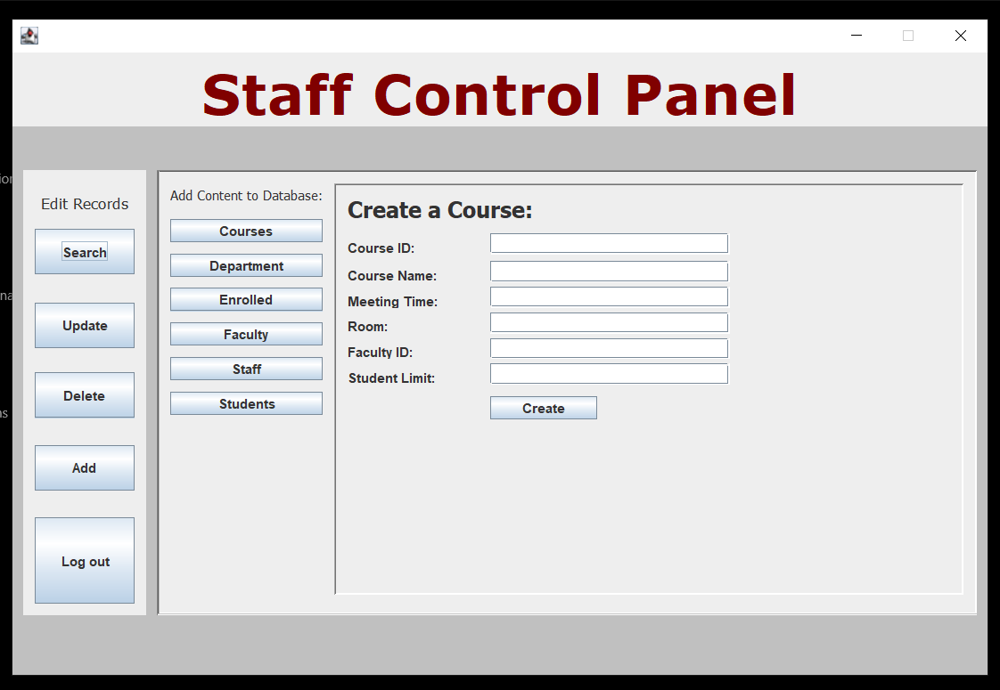 Staff Control Panel
Edit Records
Search
Update
Delete
Add
Log out
Add Content to Database:
Courses
Department
Enrolled
Faculty
Staff
Students
Create a Course:
Course ID:
Course Name:
Meeting Time:
Room:
Faculty ID:
Student Limit:
Create